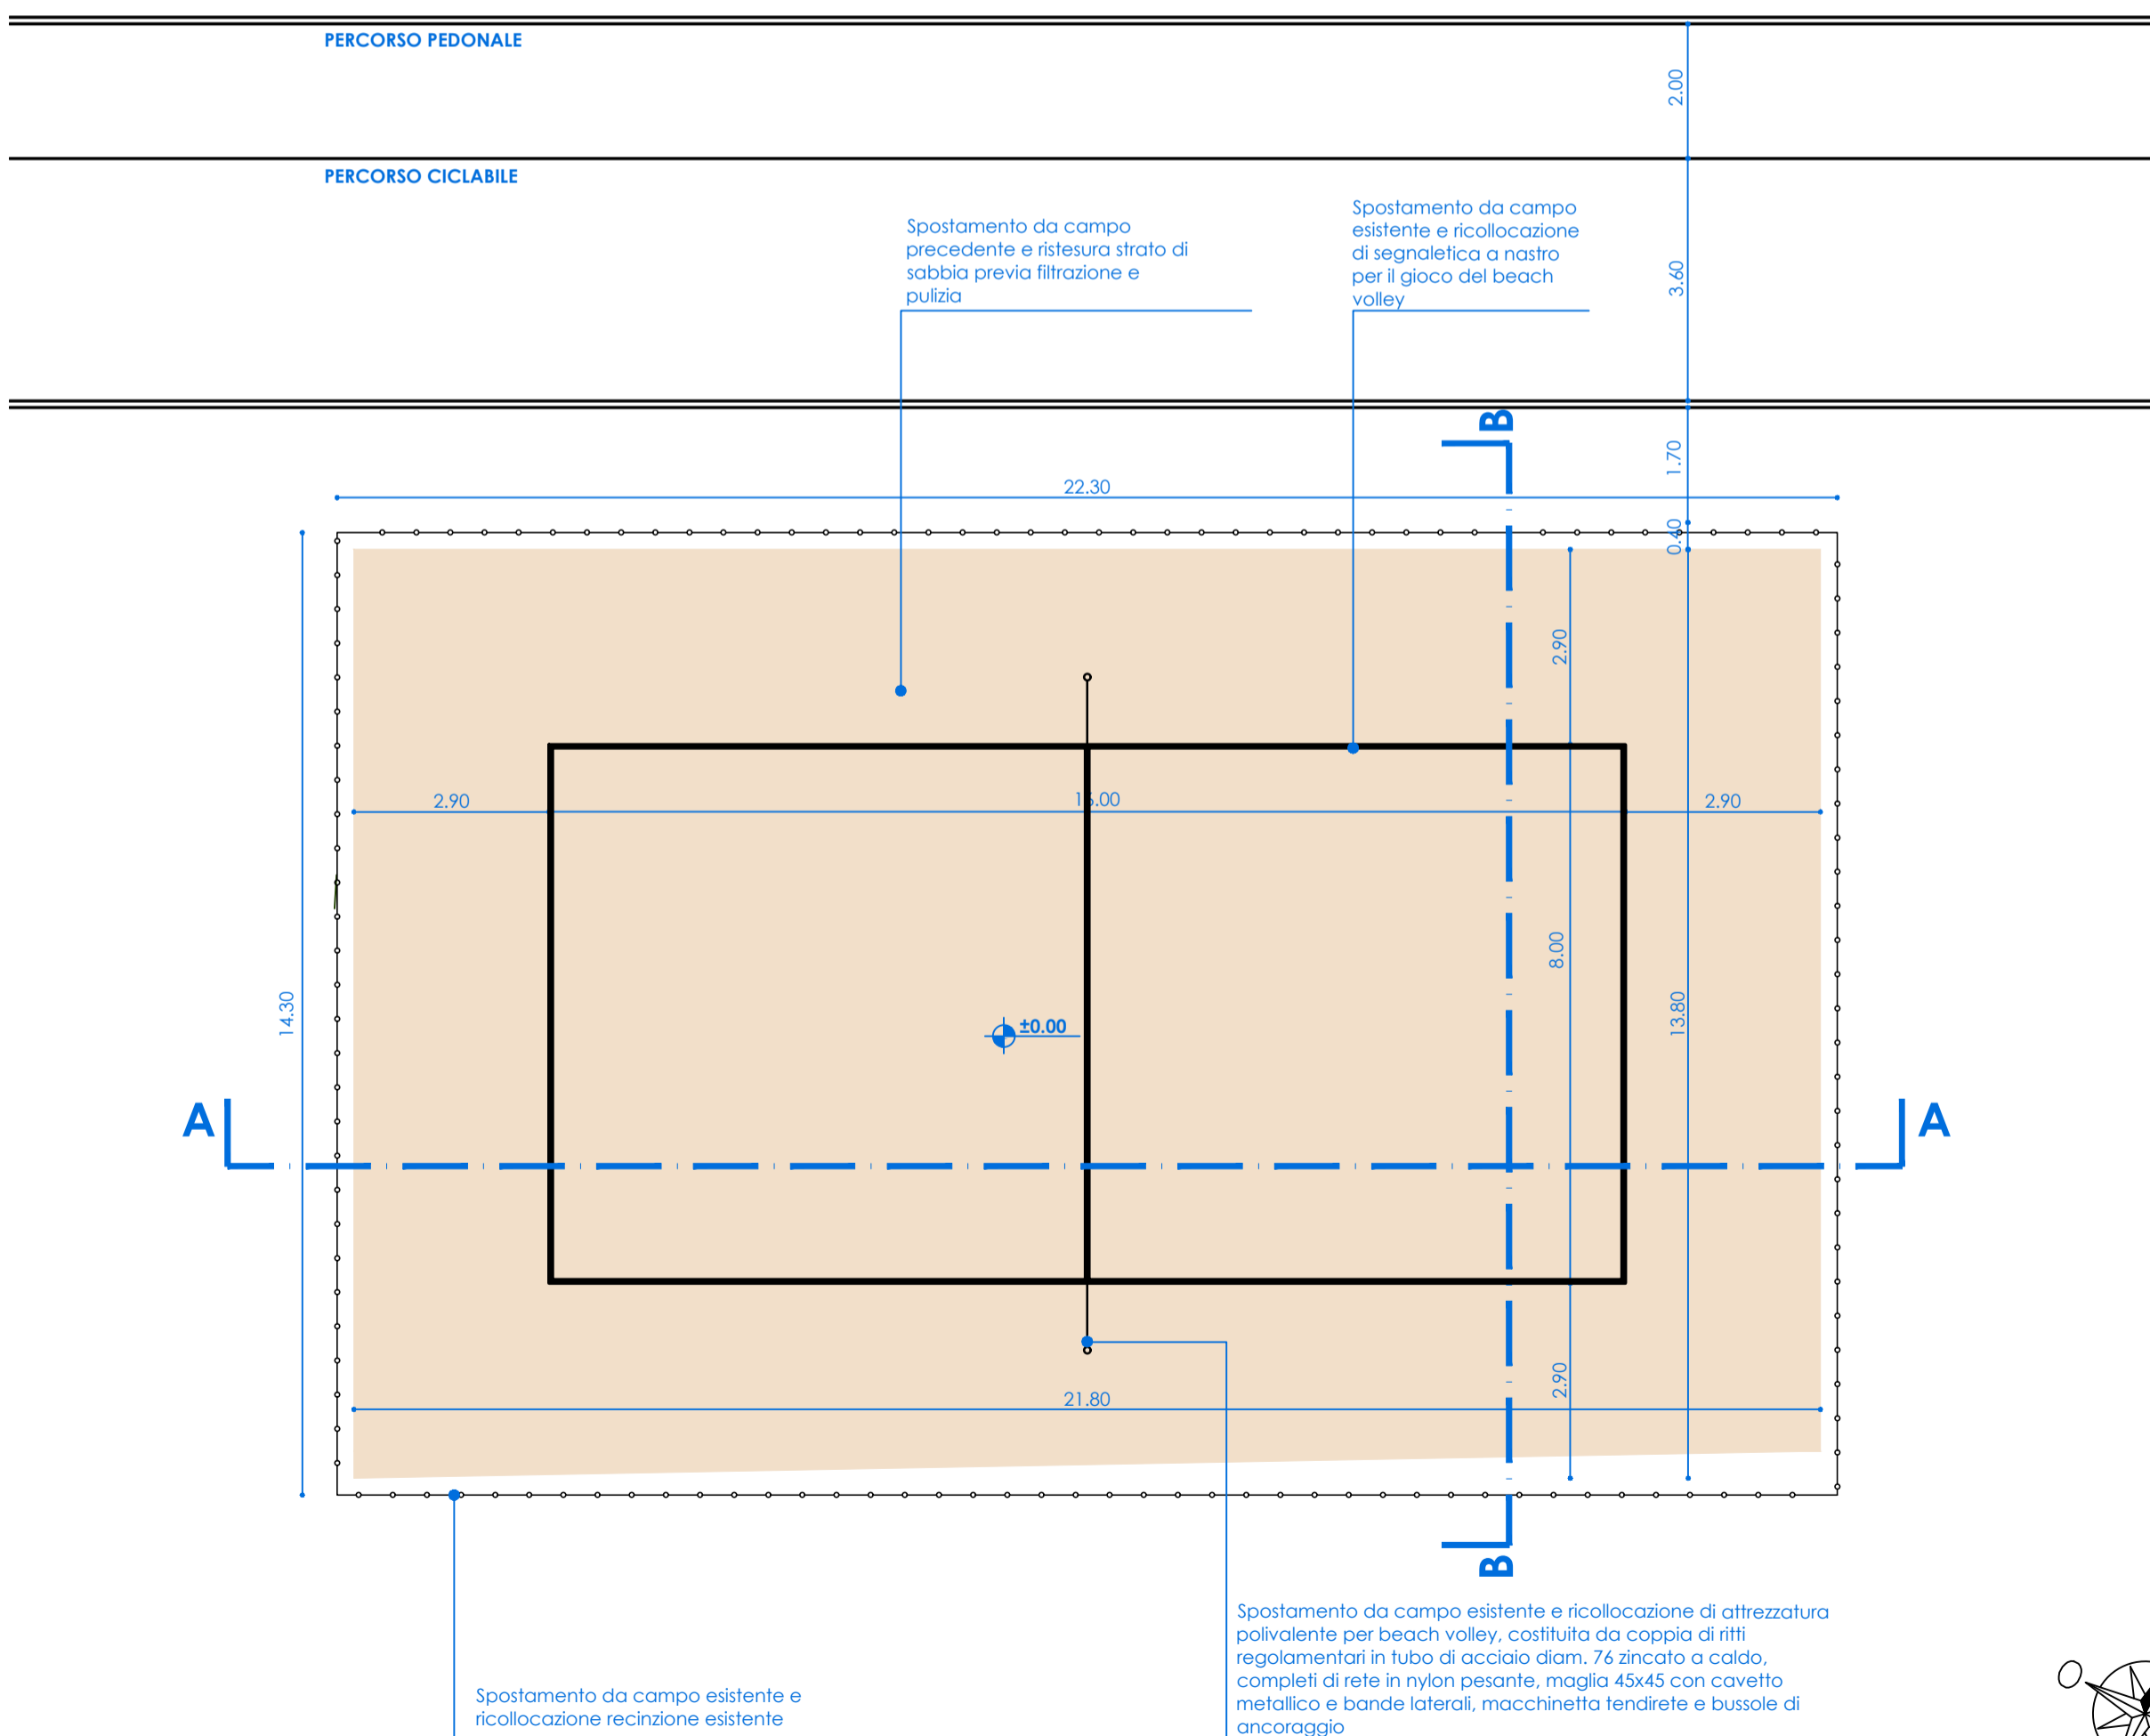 PERCORSO PEDONALE
2.00
PERCORSO CICLABILE
Spostamento da campo
precedente e ristesura strato di
sabbia previa filtrazione e
pulizia
Spostamento da campo
esistente e ricollocazione
di segnaletica a nastro
per il gioco del beach
volley
3.60
B
1.70
22.30
0.40
2.90
2.90
16.00
2.90
8.00
14.30
13.80
±0.00
A
A
2.90
21.80
B
Spostamento da campo esistente e ricollocazione di attrezzatura
polivalente per beach volley, costituita da coppia di ritti
regolamentari in tubo di acciaio diam. 76 zincato a caldo,
completi di rete in nylon pesante, maglia 45x45 con cavetto
metallico e bande laterali, macchinetta tendirete e bussole di
ancoraggio
Spostamento da campo esistente e
ricollocazione recinzione esistente
O